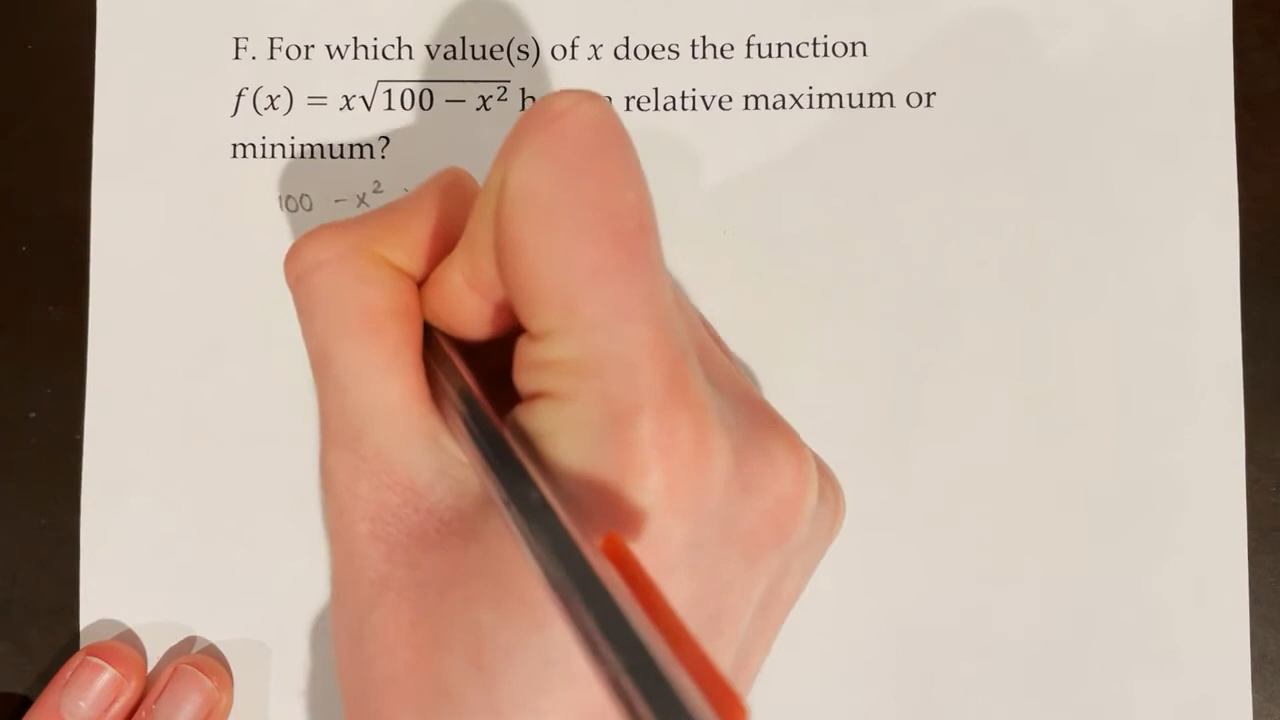 F. For which value(s) of x does the function
f(x) = x√100 − x² relative maximum or
minimum?
100 - x²